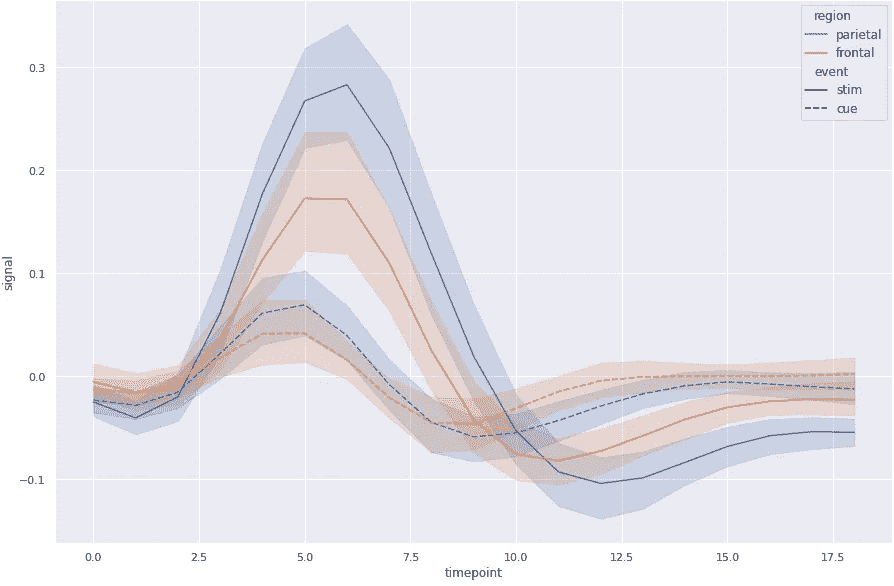 region
parietal
frontal
event
stim
cue
0.3
0.2
0.1
0.0
−0.1
signal
0.0 2.5 5.0 7.5 10.0 12.5 15.0 17.5
timepoint